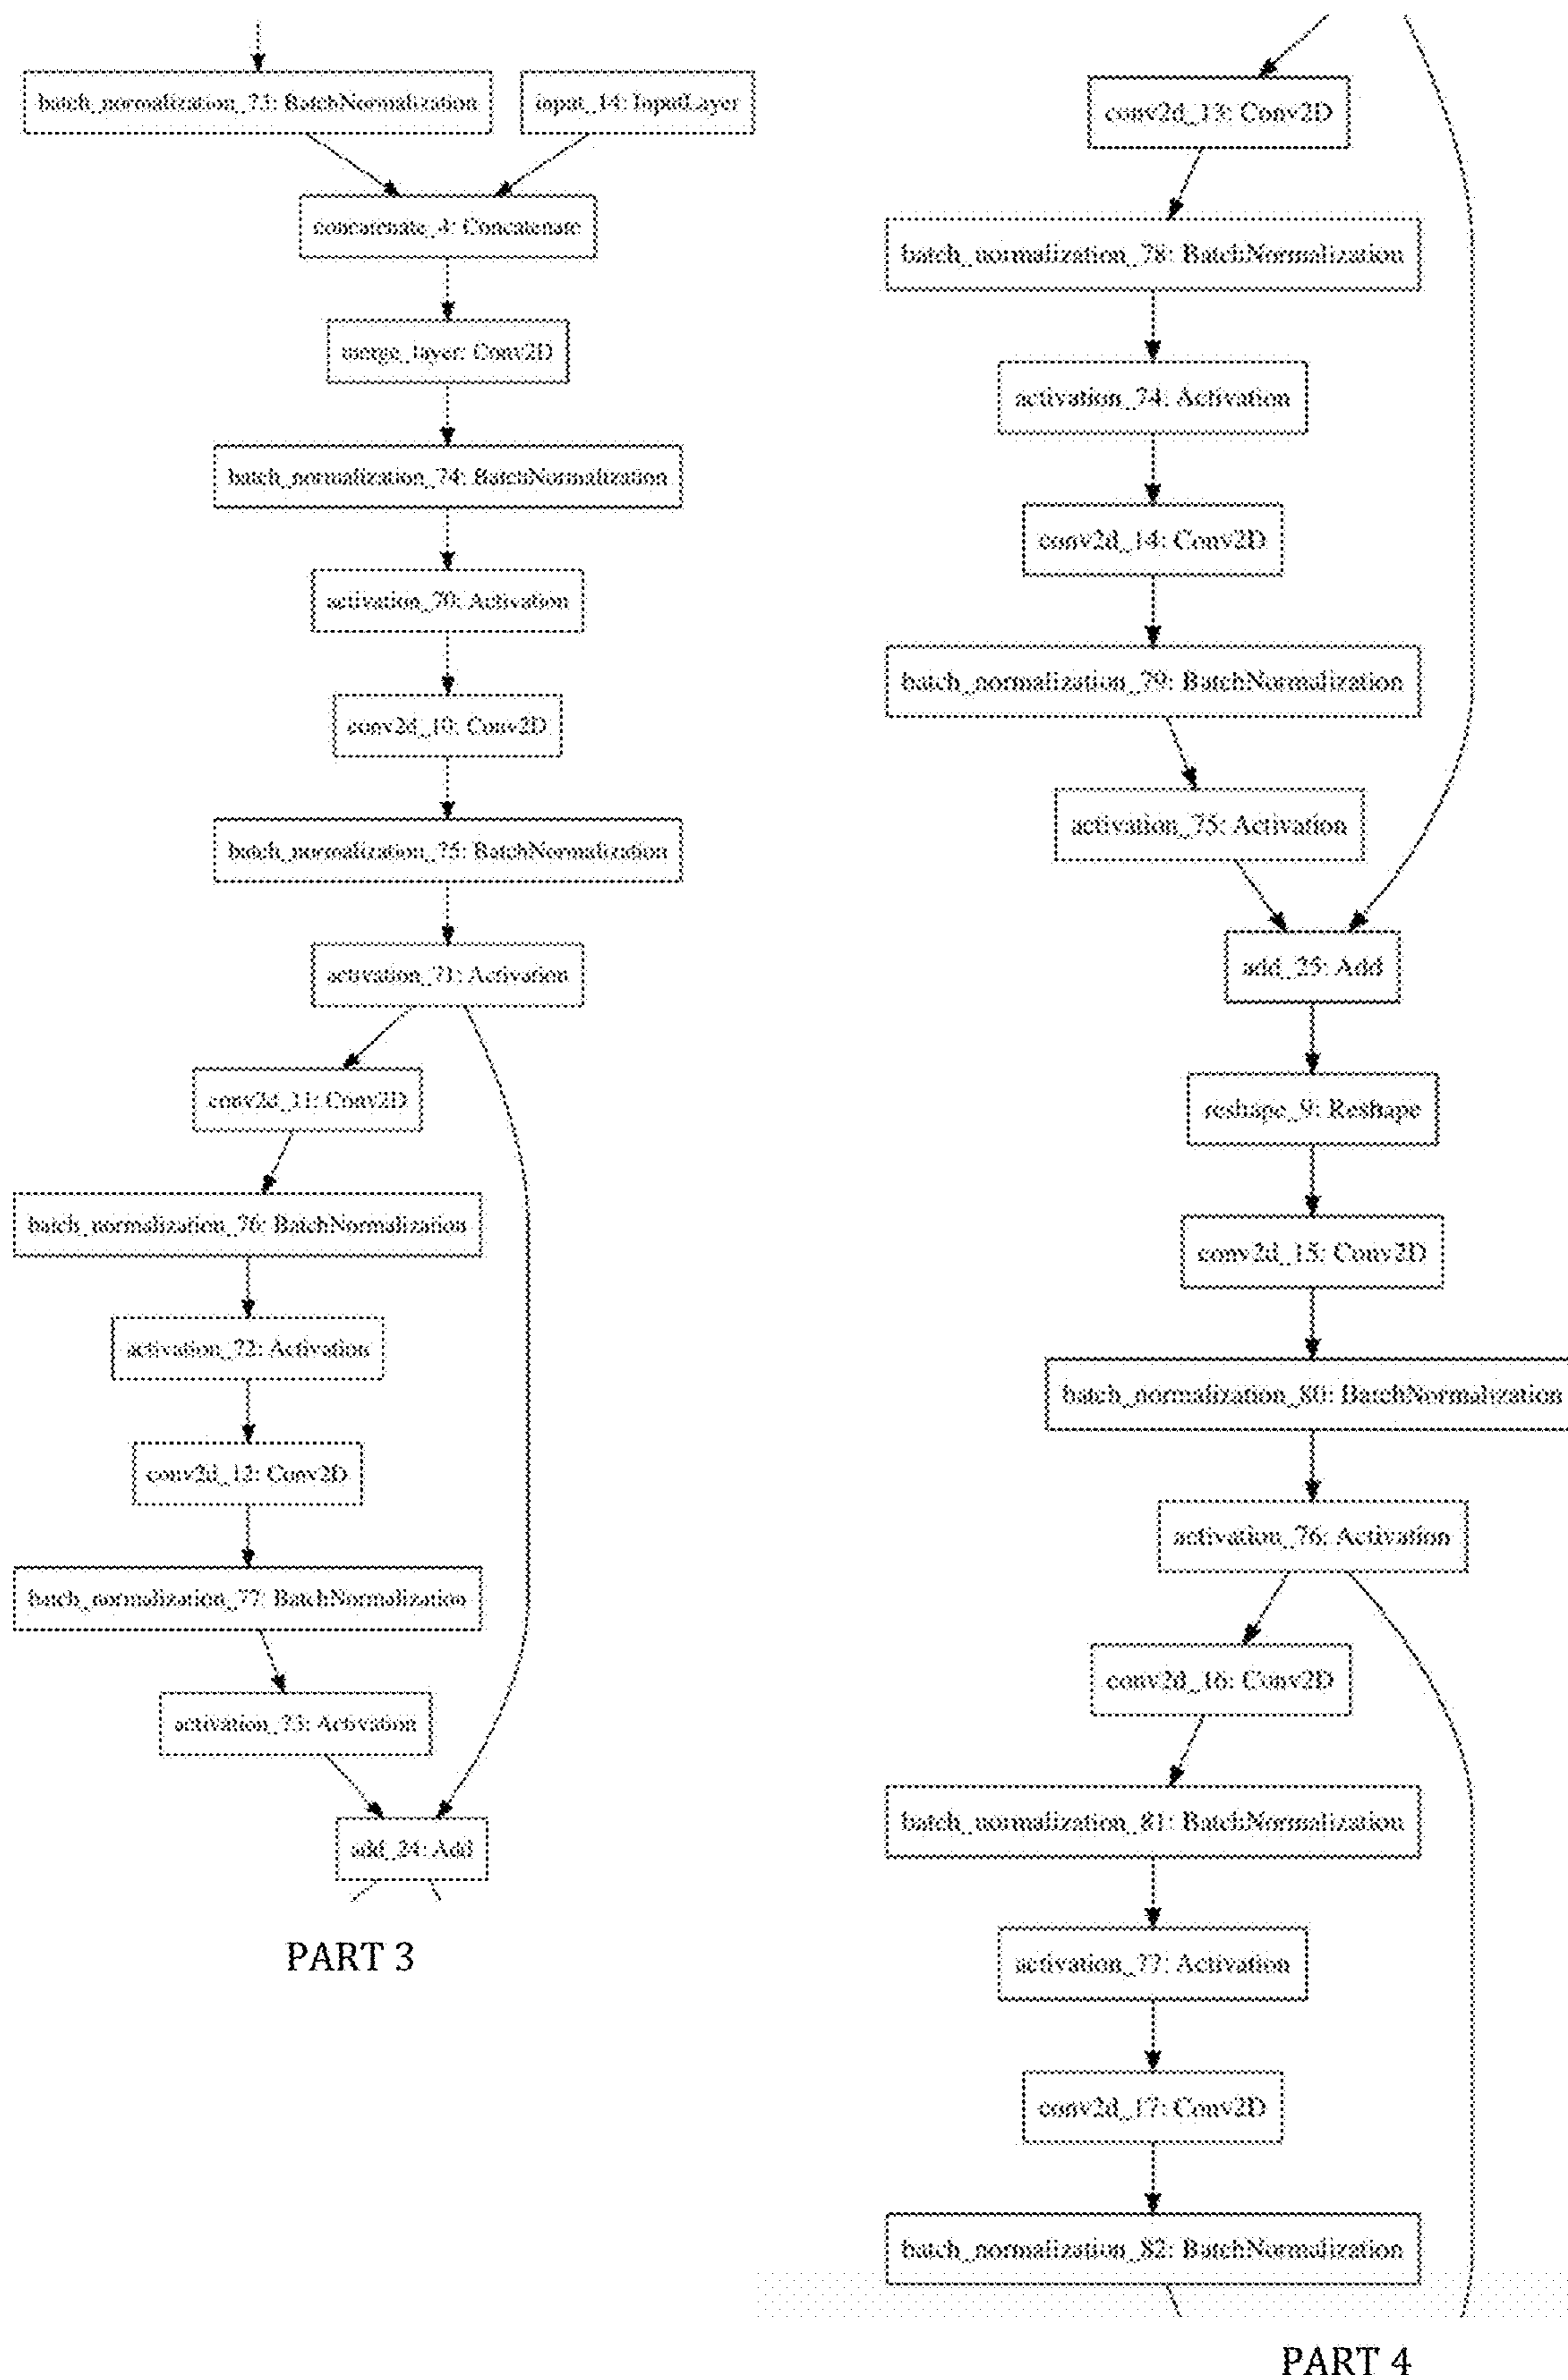 batch_normalization_73: BatchNormalization
input_14: InputLayer
concatenate_4: Concatenate
merge_layer: Conv2D
batch_normalization_74: BatchNormalization
activation_70: Activation
conv2d_10: Conv2D
batch_normalization_75: BatchNormalization
activation_71: Activation
conv2d_11: Conv2D
batch_normalization_76: BatchNormalization
activation_72: Activation
conv2d_12: Conv2D
batch_normalization_77: BatchNormalization
activation_73: Activation
add_24: Add
PART 3
conv2d_13: Conv2D
batch_normalization_78: BatchNormalization
activation_74: Activation
conv2d_14: Conv2D
batch_normalization_79: BatchNormalization
activation_75: Activation
add_25: Add
reshape_9: Reshape
conv2d_15: Conv2D
batch_normalization_80: BatchNormalization
activation_76: Activation
conv2d_16: Conv2D
batch_normalization_81: BatchNormalization
activation_77: Activation
conv2d_17: Conv2D
batch_normalization_82: BatchNormalization
PART 4